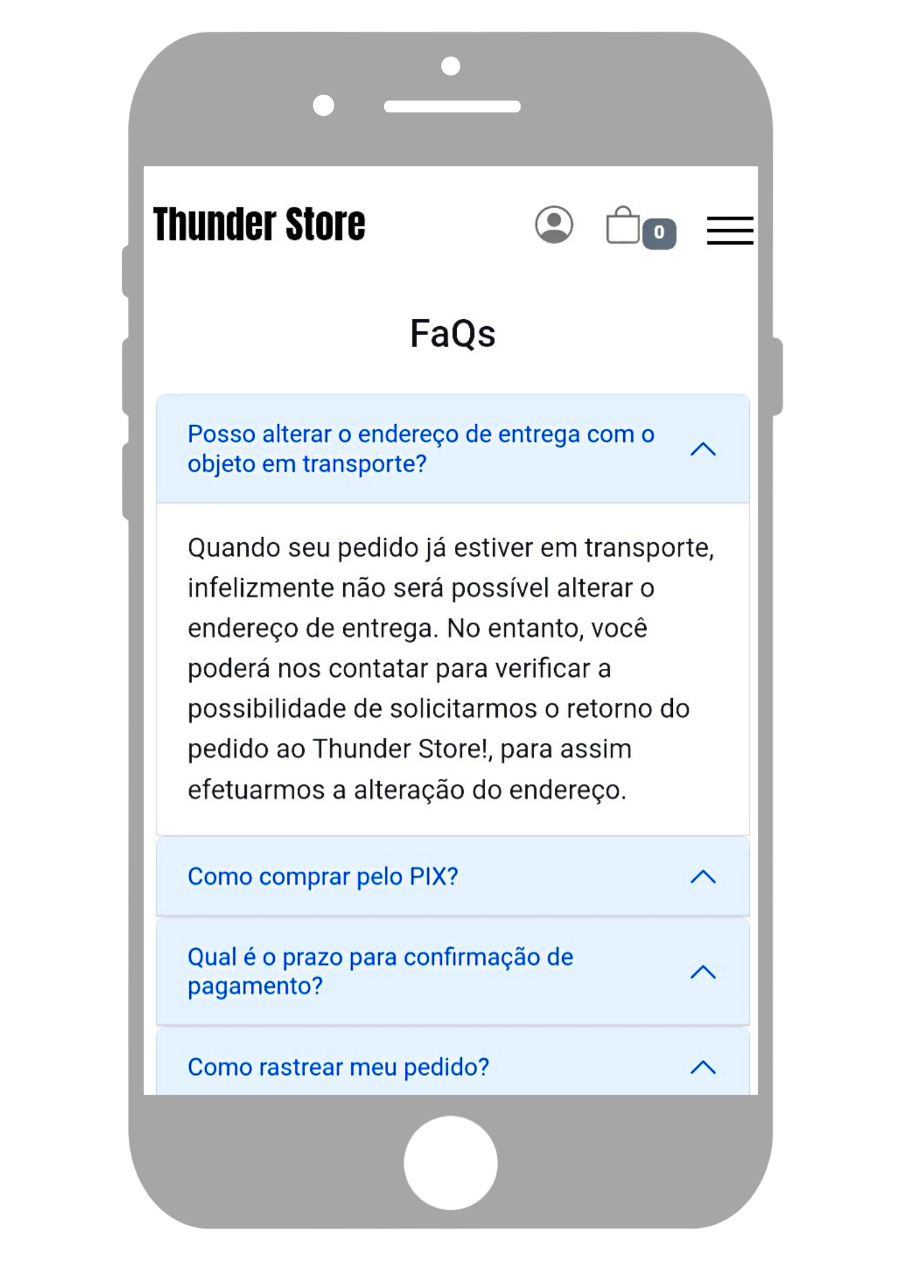 Thunder Store
0
FaQs
Posso alterar o endereço de entrega com o
objeto em transporte?
Quando seu pedido já estiver em transporte,
infelizmente não será possível alterar o
endereço de entrega. No entanto, você
poderá nos contatar para verificar a
possibilidade de solicitarmos o retorno do
pedido ao Thunder Store!, para assim
efetuarmos a alteração do endereço.
Como comprar pelo PIX?
Qual é o prazo para confirmação de
pagamento?
Como rastrear meu pedido?